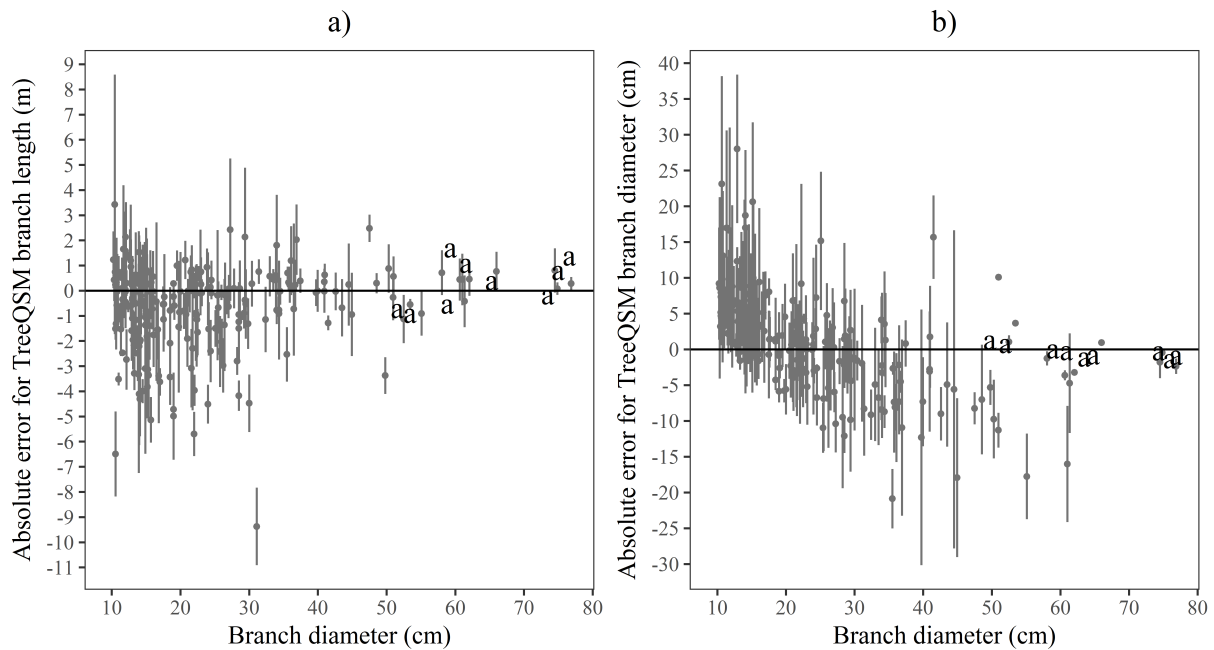 a)
Absolute error for TreeQSM branch length (m)
9
8
7
6
5
4
3
2
1
0
-1
-2
-3
-4
-5
-6
-7
-8
-9
-10
-11
a
a
a
a
a
a
a
a
a
a
10
20
30
40
50
60
70
80
Branch diameter (cm)
b)
Absolute error for TreeQSM branch diameter (cm)
40
35
30
25
20
15
10
5
0
-5
-10
-15
-20
-25
-30
a
a
a
a
a
a
a
a
a
10
20
30
40
50
60
70
80
Branch diameter (cm)